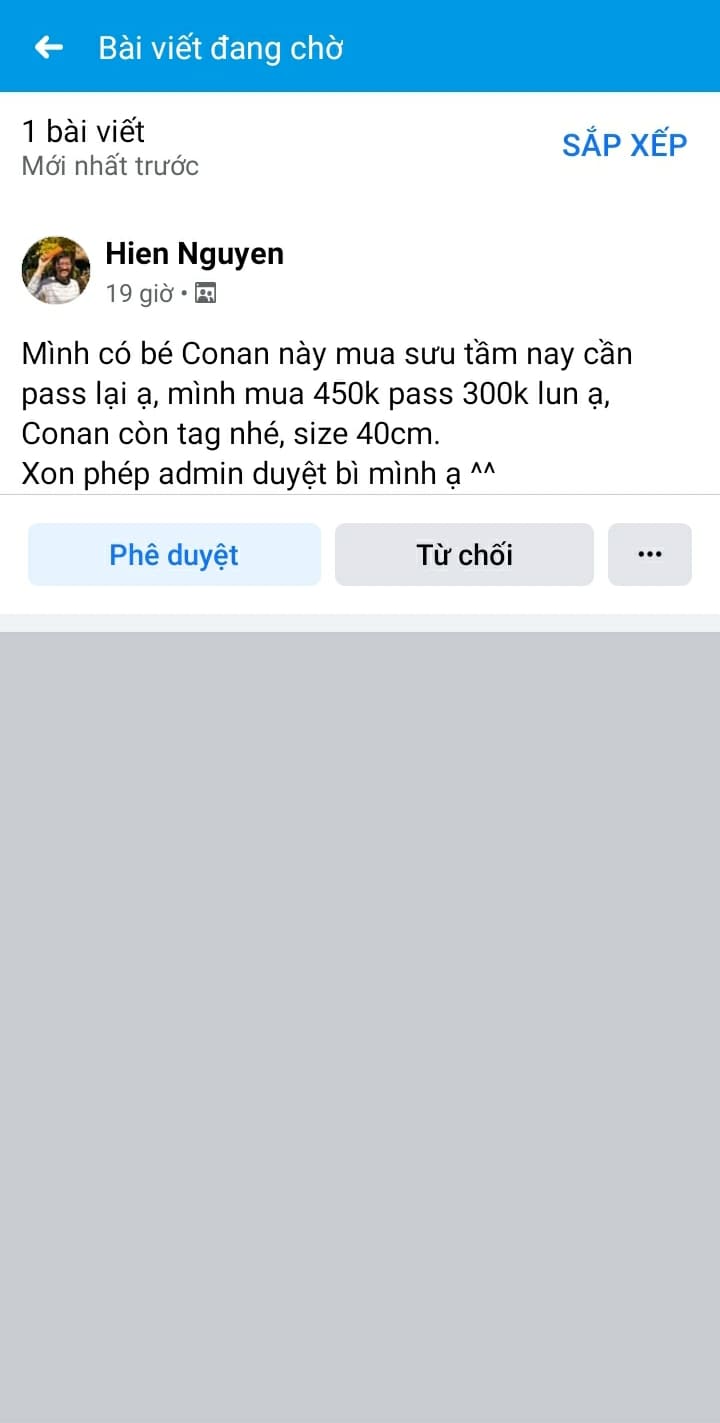 Bài viết đang chờ
1 bài viết
SẮP XẾP
Mới nhất trước
Hien Nguyen
19 giờ •
Mình có bé Conan này mua sưu tầm nay cần
pass lại ạ, mình mua 450k pass 300k lun ạ,
Conan còn tag nhé, size 40cm.
Xon phép admin duyệt bì mình ạ ^^
Phê duyệt
Từ chối
...